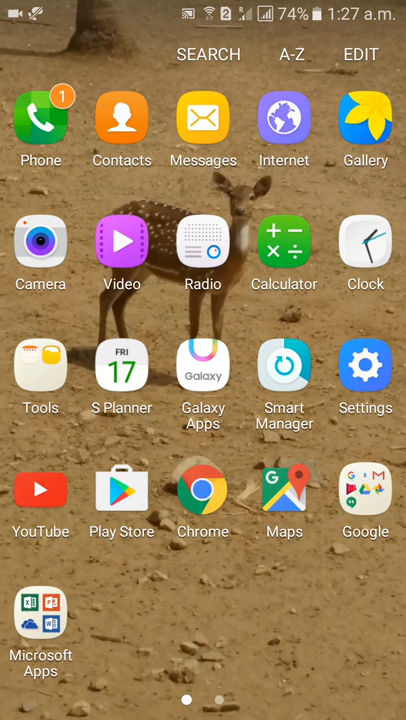 2 R 74% 1:27 a.m.
SEARCH A-Z EDIT
1
Phone Contacts Messages Internet Gallery
Camera Video Radio Calculator Clock
FRI
17
Galaxy
Tools S Planner Galaxy Apps Smart Manager Settings
G
YouTube Play Store Chrome Maps Google
Microsoft
Apps